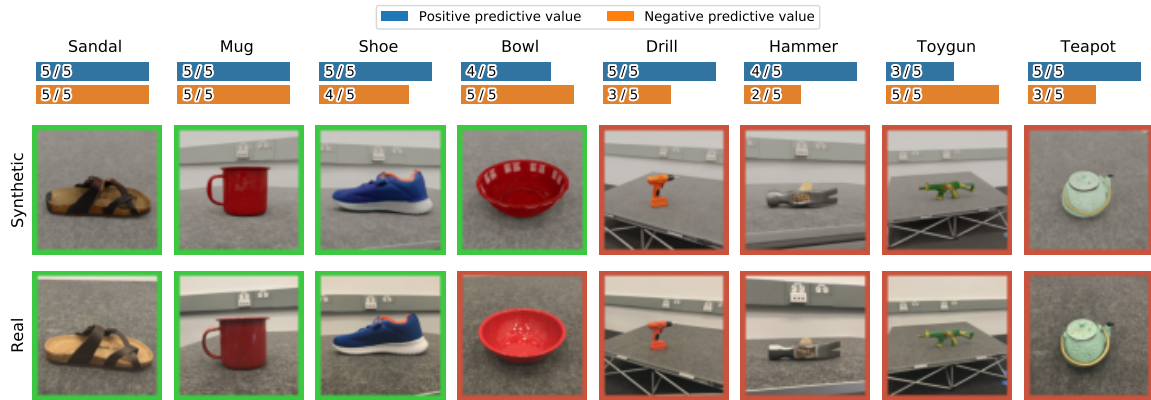 Positive predictive value
Negative predictive value
Sandal
Mug
Shoe
Bowl
Drill
Hammer
Toygun
Teapot
5 / 5
5 / 5
5 / 5
4 / 5
5 / 5
4 / 5
3 / 5
5 / 5
5 / 5
5 / 5
4 / 5
5 / 5
3 / 5
2 / 5
5 / 5
3 / 5
Synthetic
Real